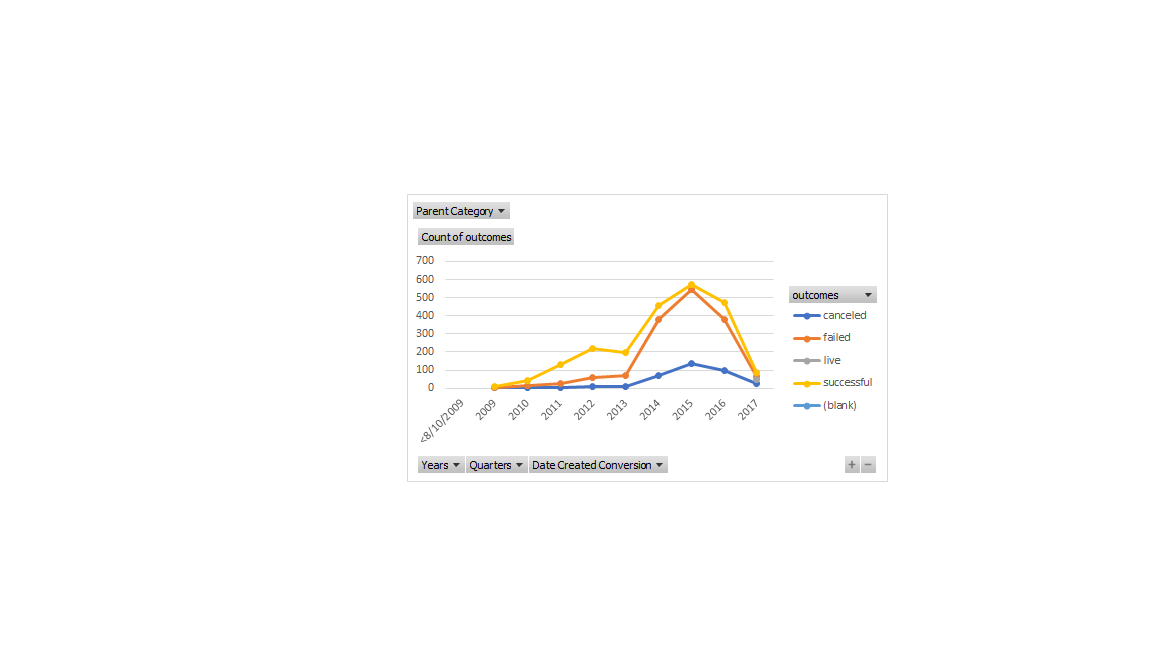 Parent Category
Count of outcomes
700
600
500
400
300
200
100
0
<8/10/2009
2009
2010
2011
2012
2013
2014
2015
2016
2017
outcomes
canceled
failed
live
successful
(blank)
Years Quarters Date Created Conversion + −